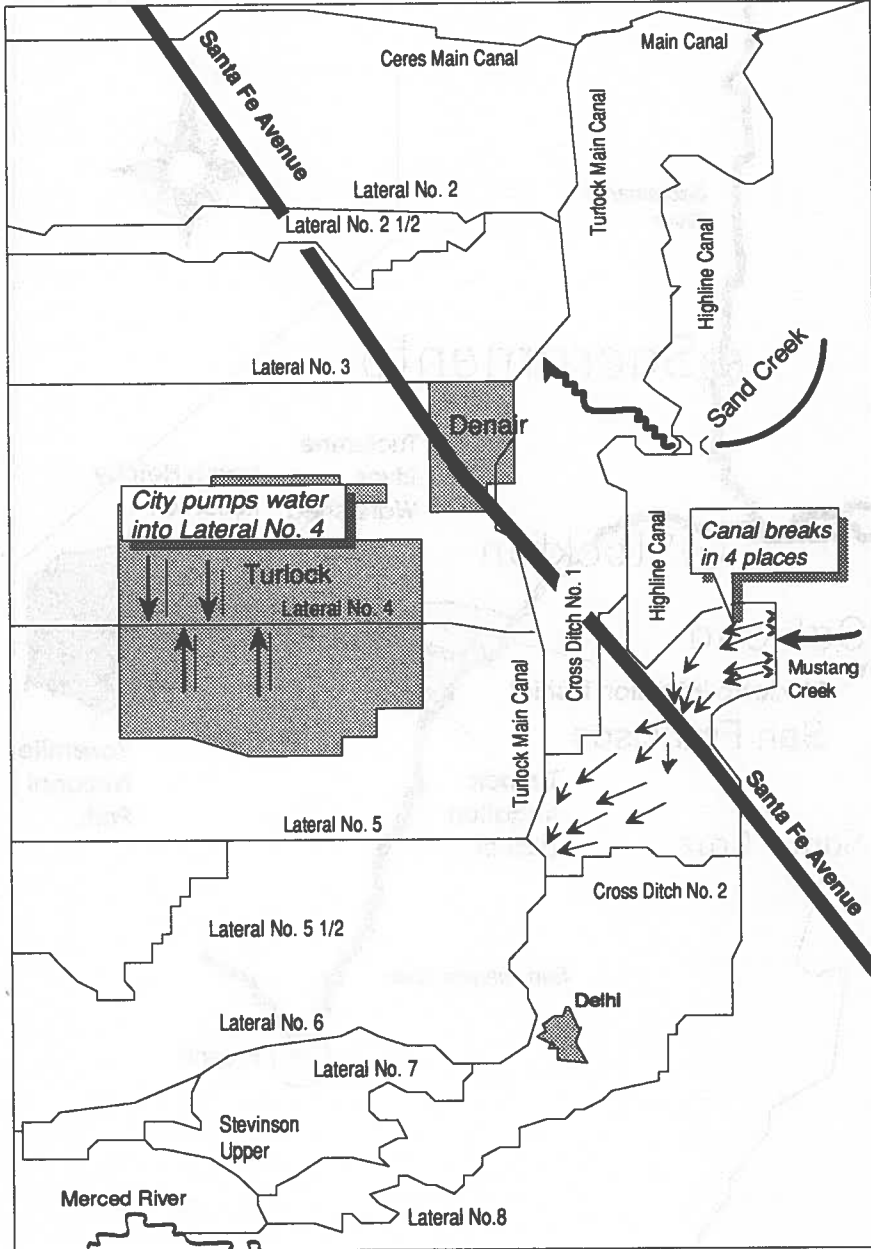 Santa Fe Avenue
Ceres Main Canal
Main Canal
Turlock Main Canal
Lateral No. 2
Lateral No. 2 1/2
Highline Canal
Lateral No. 3
Sand Creek
Denair
City pumps water
into Lateral No. 4
Turlock
Lateral No. 4
Canal breaks
in 4 places
Highline Canal
Cross Ditch No. 1
Mustang
Creek
Turlock Main Canal
Santa Fe Avenue
Lateral No. 5
Cross Ditch No. 2
Lateral No. 5 1/2
Delhi
Lateral No. 6
Lateral No. 7
Stevinson
Upper
Merced River
Lateral No.8